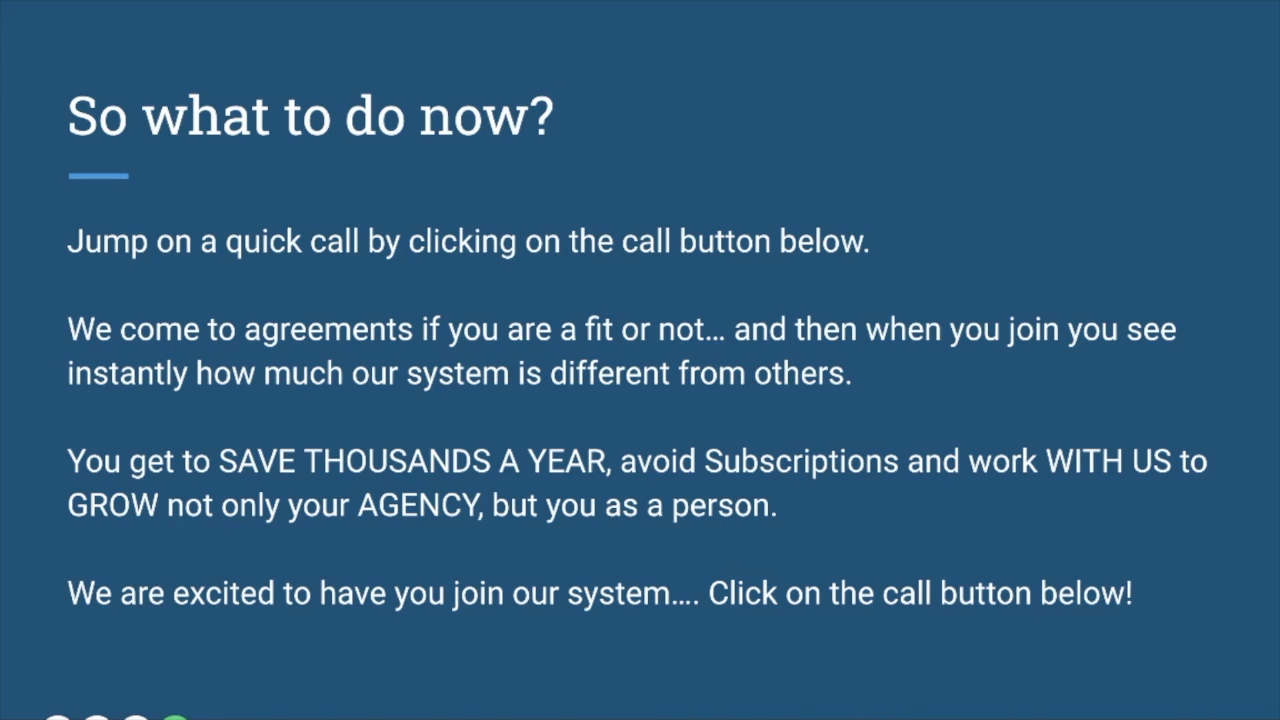 So what to do now?
Jump on a quick call by clicking on the call button below.
We come to agreements if you are a fit or not... and then when you join you see
instantly how much our system is different from others.
You get to SAVE THOUSANDS A YEAR, avoid Subscriptions and work WITH US to
GROW not only your AGENCY, but you as a person.
We are excited to have you join our system.... Click on the call button below!